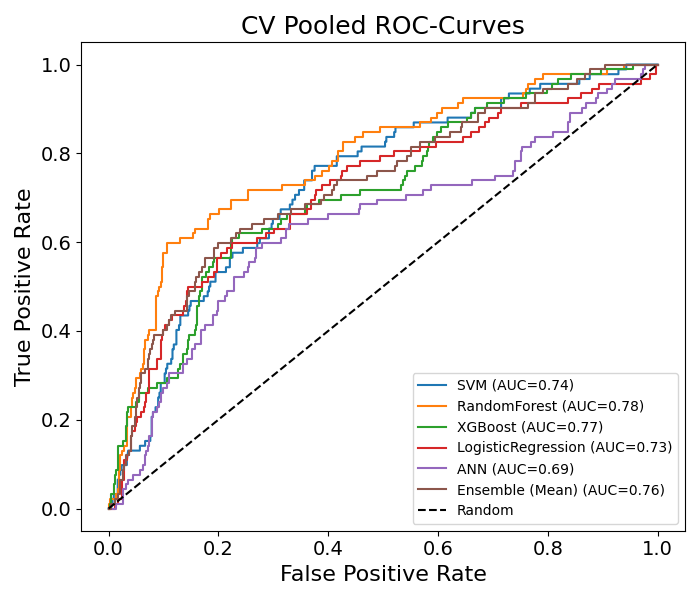 CV Pooled ROC-Curves
True Positive Rate
1.0
0.8
0.6
0.4
0.2
0.0
SVM (AUC=0.74)
RandomForest (AUC=0.78)
XGBoost (AUC=0.77)
LogisticRegression (AUC=0.73)
ANN (AUC=0.69)
Ensemble (Mean) (AUC=0.76)
Random
0.0 0.2 0.4 0.6 0.8 1.0
False Positive Rate